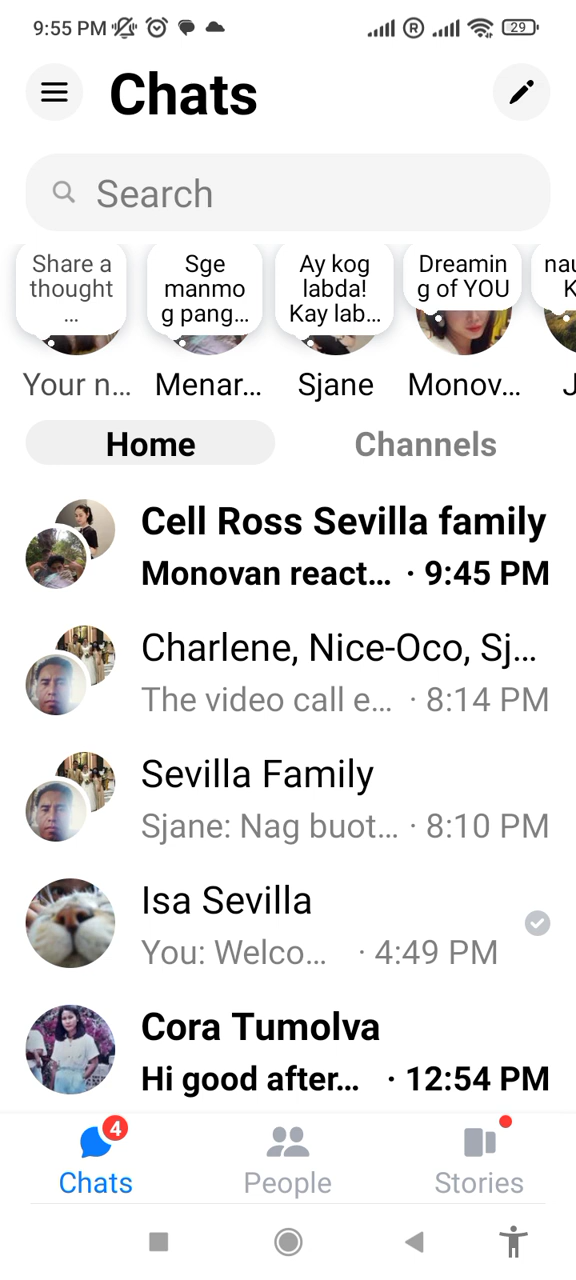 9:55 PM
R
29
Chats
Search
Share a
thought
...
Sge
manmo
g pang...
Ay kog
labda!
Kay lab...
Dreamin
g of YOU
nau
K
Your n...
Menar...
Sjane
Monov...
J
Home
Channels
Cell Ross Sevilla family
Monovan react... · 9:45 PM
Charlene, Nice-Oco, Sj...
The video call e... · 8:14 PM
Sevilla Family
Sjane: Nag buot... · 8:10 PM
Isa Sevilla
You: Welco... · 4:49 PM
Cora Tumolva
Hi good after... · 12:54 PM
4
Chats
People
Stories